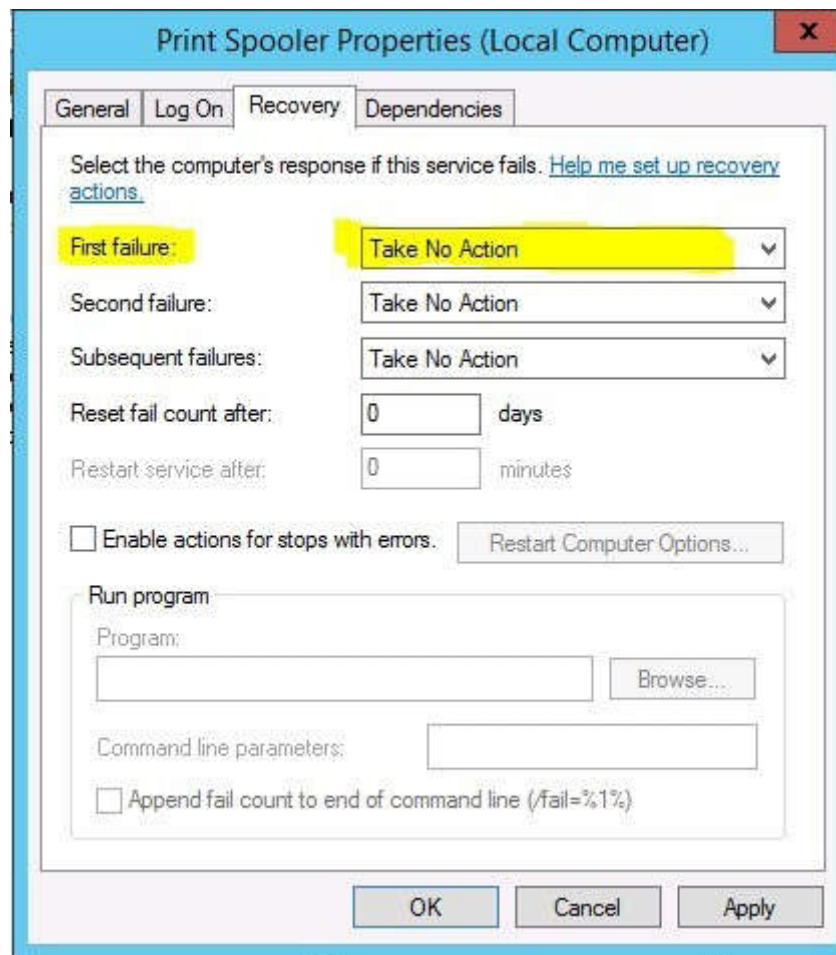 Print Spooler Properties (Local Computer)
x
General Log On Recovery Dependencies
Select the computer's response if this service fails. Help me set up recovery
actions.
First failure: Take No Action
Second failure: Take No Action
Subsequent failures: Take No Action
Reset fail count after: 0 days
Restart service after: 0 minutes
Enable actions for stops with errors. Restart Computer Options...
Run program
Program:
Browse...
Command line parameters:
Append fail count to end of command line (/fail=%1%)
OK Cancel Apply